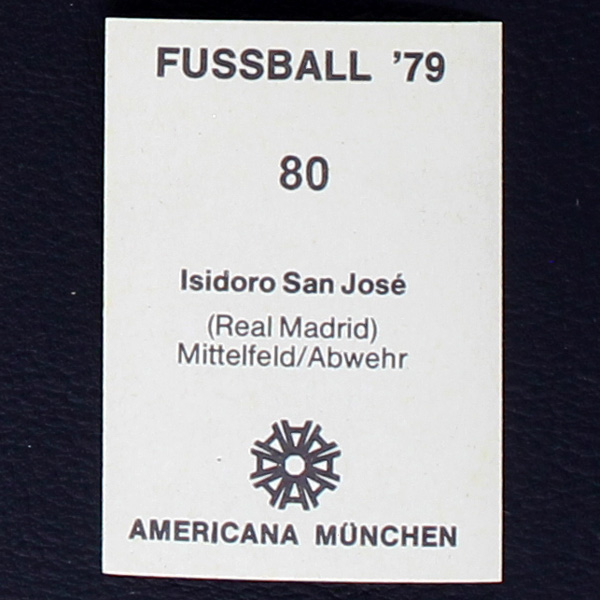 FUSSBALL ’79
80
Isidoro San José
(Real Madrid)
Mittelfeld/Abwehr
AMERICANA MÜNCHEN